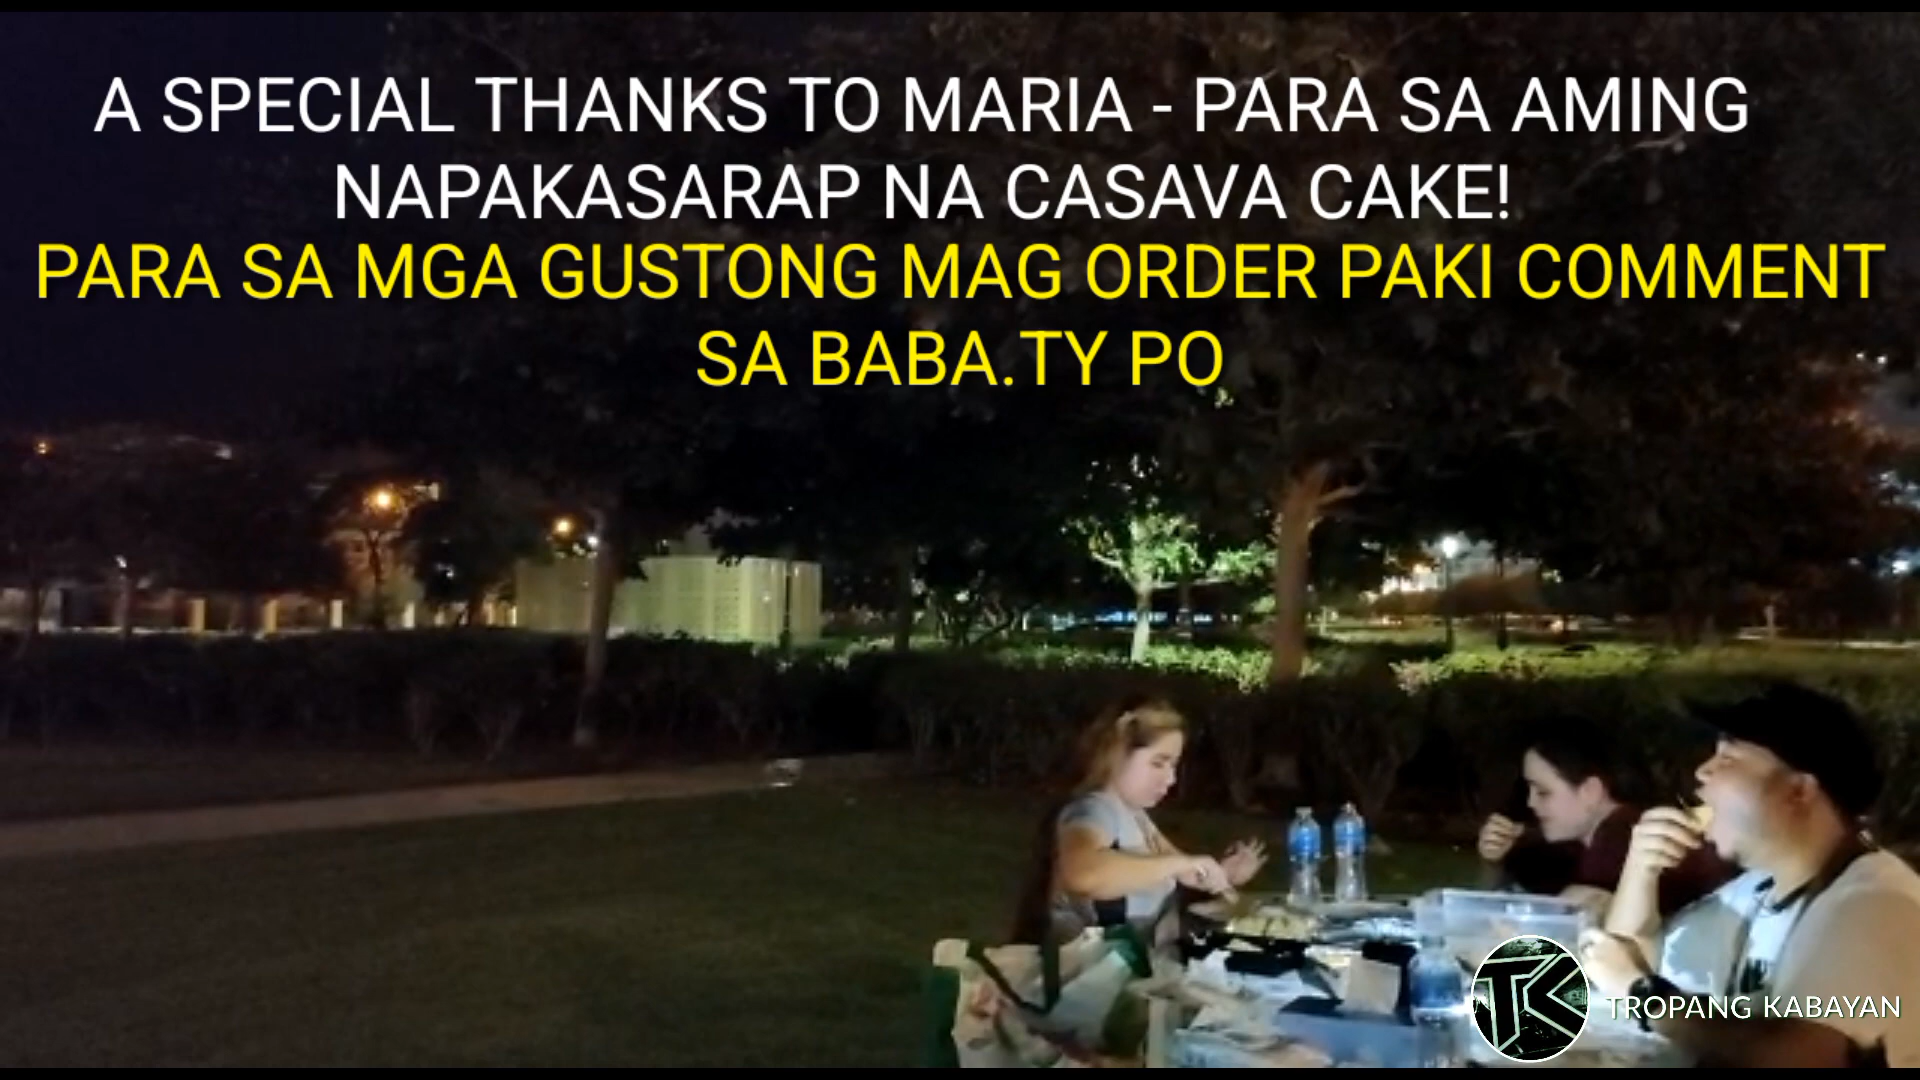 A SPECIAL THANKS TO MARIA - PARA SA AMING
NAPAKASARAP NA CASAVA CAKE!
PARA SA MGA GUSTONG MAG ORDER PAKI COMMENT
SA BABA.TY PO
TK
TROPANG KABAYAN